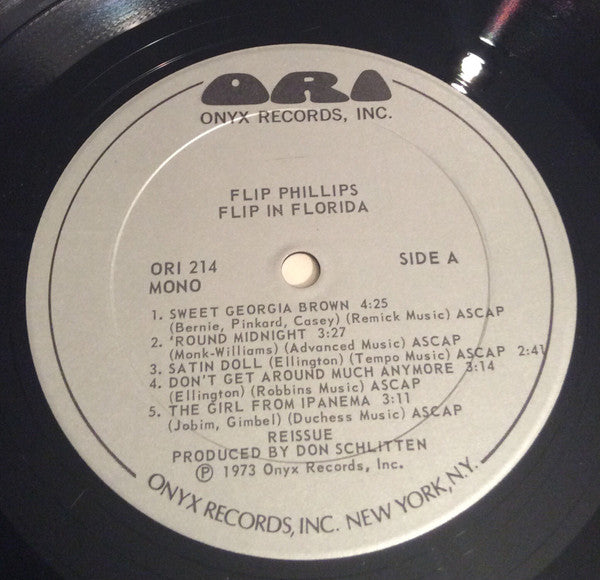 ORI
ONYX RECORDS, INC.
FLIP PHILLIPS
FLIP IN FLORIDA
ORI 214
MONO
SIDE A
1. SWEET GEORGIA BROWN 4:25
(Bernie, Pinkard, Casey) (Remick Music) ASCAP
2. 'ROUND MIDNIGHT 3:27
(Monk-Williams) (Advanced Music) ASCAP
3. SATIN DOLL (Ellington) (Tempo Music) ASCAP 2:41
4. DON'T GET AROUND MUCH ANYMORE 3:14
(Ellington) (Robbins Music) ASCAP
5. THE GIRL FROM IPANEMA 3:11
(Jobim, Gimbel) (Duchess Music) ASCAP
REISSUE
PRODUCED BY DON SCHLITTEN
℗ 1973 Onyx Records, Inc.
ONYX RECORDS, INC. NEW YORK, N.Y.